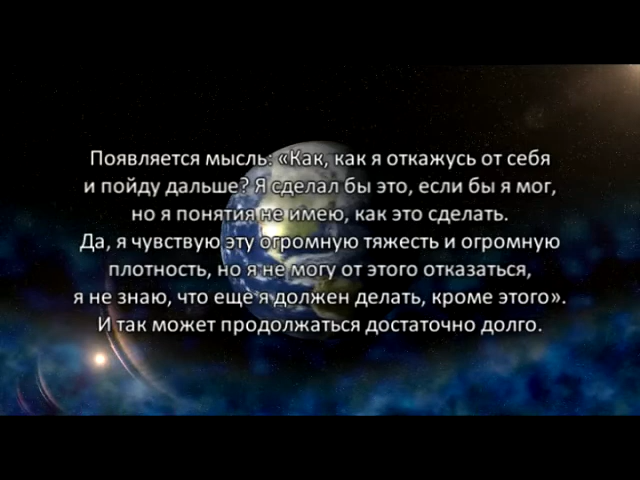 Появляется мысль: «Как, как я откажусь от себя
и пойду дальше? Я сделал бы это, если бы я мог,
но я понятия не имею, как это сделать.
Да, я чувствую эту огромную тяжесть и огромную
плотность, но я не могу от этого отказаться,
я не знаю, что еще я должен делать, кроме этого».
И так может продолжаться достаточно долго.